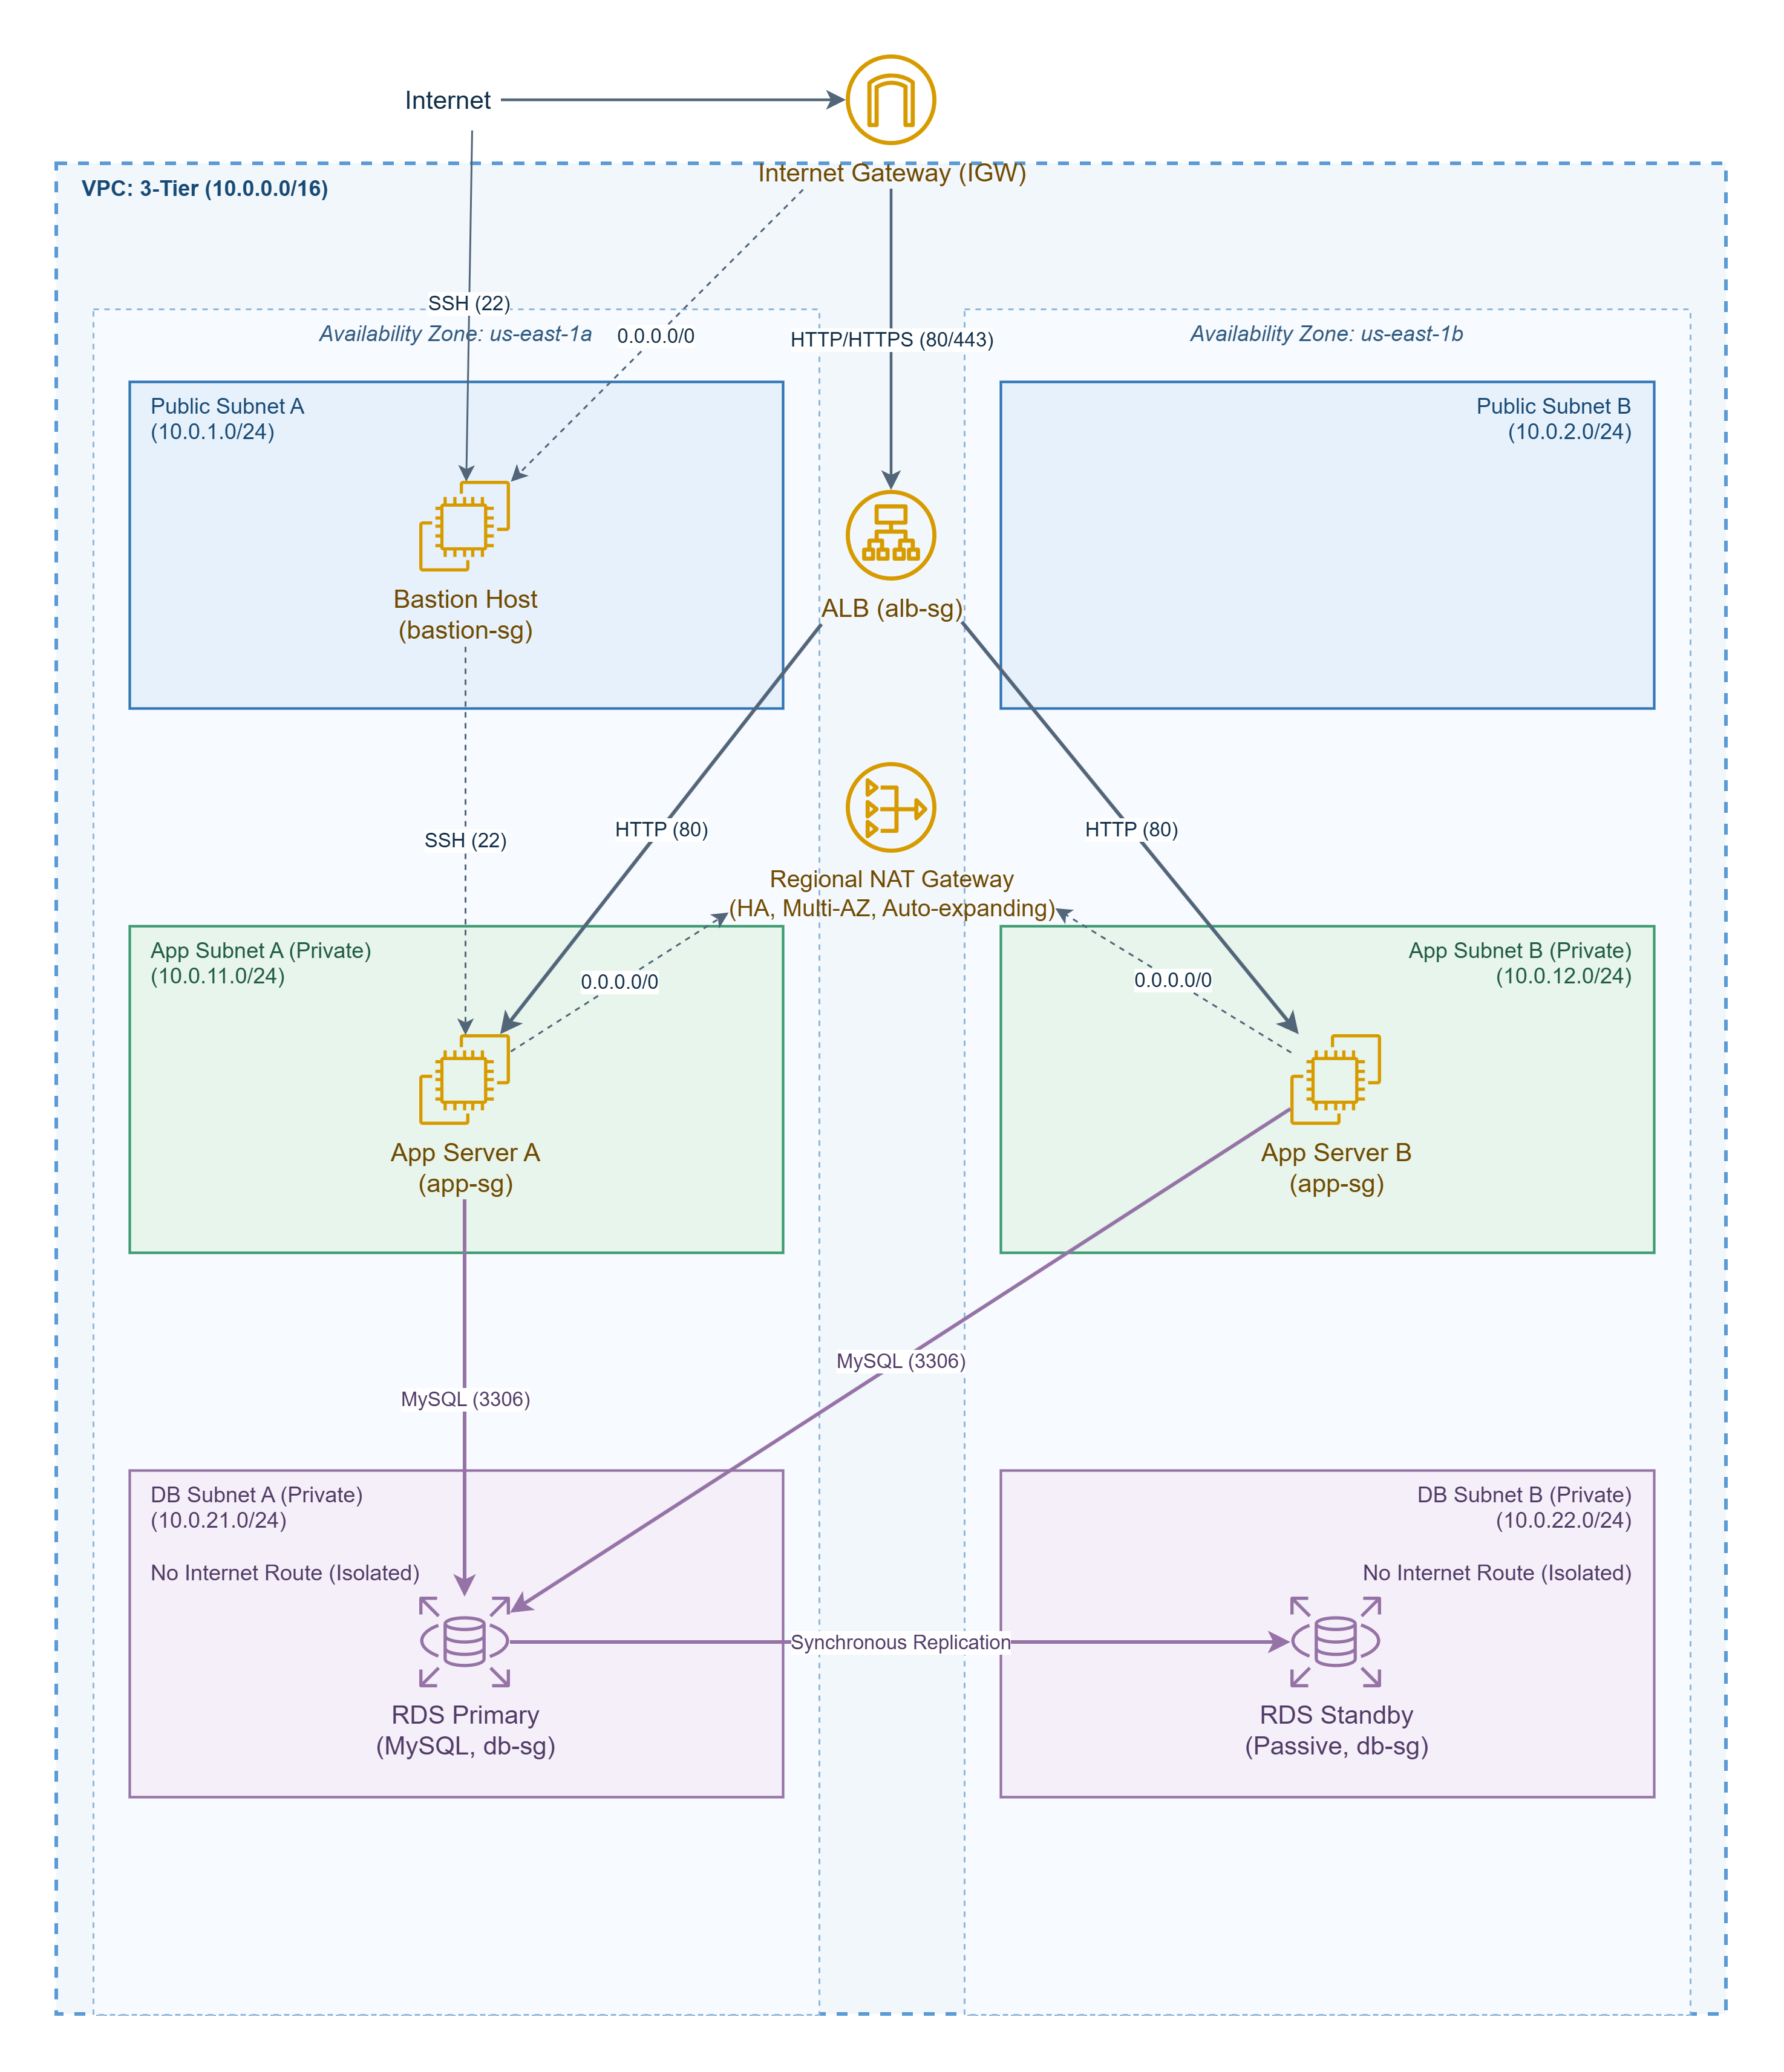 Internet
Internet Gateway (IGW)
VPC: 3-Tier (10.0.0.0/16)
SSH (22)
0.0.0.0/0
HTTP/HTTPS (80/443)
Availability Zone: us-east-1a
Availability Zone: us-east-1b
Public Subnet A
(10.0.1.0/24)
Public Subnet B
(10.0.2.0/24)
Bastion Host
(bastion-sg)
ALB (alb-sg)
SSH (22)
HTTP (80)
HTTP (80)
Regional NAT Gateway
(HA, Multi-AZ, Auto-expanding)
App Subnet A (Private)
(10.0.11.0/24)
App Subnet B (Private)
(10.0.12.0/24)
0.0.0.0/0
0.0.0.0/0
App Server A
(app-sg)
App Server B
(app-sg)
MySQL (3306)
MySQL (3306)
DB Subnet A (Private)
(10.0.21.0/24)
No Internet Route (Isolated)
DB Subnet B (Private)
(10.0.22.0/24)
No Internet Route (Isolated)
Synchronous Replication
RDS Primary
(MySQL, db-sg)
RDS Standby
(Passive, db-sg)